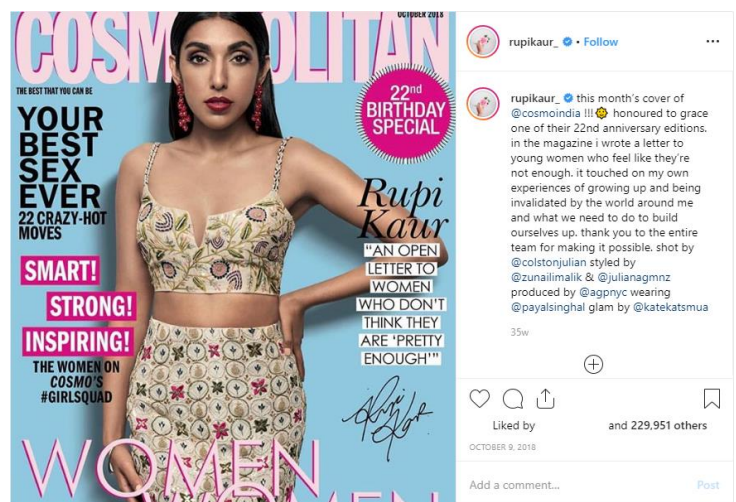 OCTOBER 2018
COSMOPOLITAN
THE BEST THAT YOU CAN BE
YOUR
BEST
SEX
EVER
22 CRAZY-HOT
MOVES
SMART!
STRONG!
INSPIRING!
THE WOMEN ON
COSMO'S
#GIRLSQUAD
22nd
BIRTHDAY
SPECIAL
Rupi
Kaur
"AN OPEN
LETTER TO
WOMEN
WHO DON'T
THINK THEY
ARE 'PRETTY
ENOUGH'"
Rupi Kaur
WOMEN
WOMEN
rupikaur_ • Follow
rupikaur_ this month's cover of
@cosmoindia !!! honoured to grace
one of their 22nd anniversary editions.
in the magazine i wrote a letter to
young women who feel like they're
not enough. it touched on my own
experiences of growing up and being
invalidated by the world around me
and what we need to do to build
ourselves up. thank you to the entire
team for making it possible. shot by
@colstonjulian styled by
@zunailimalik & @julianagmnz
produced by @agpnyc wearing
@payalsinghal glam by @katekatsmua
35w
Liked by and 229,951 others
OCTOBER 9, 2018
Add a comment... Post